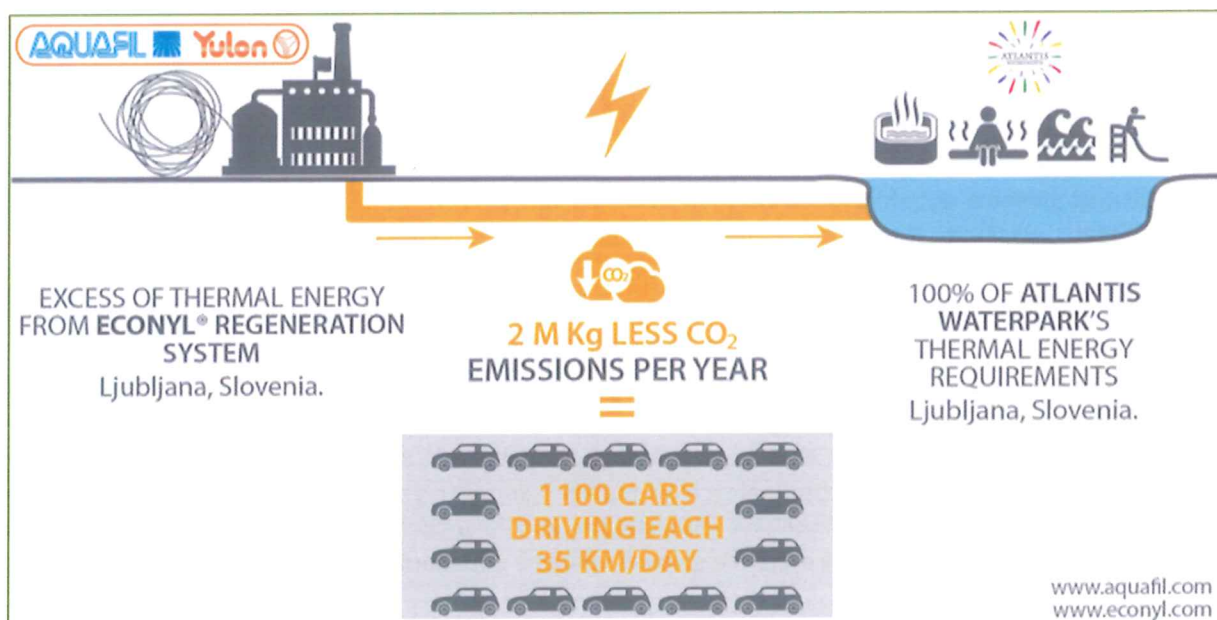 AQUAFIL Yulon
ATLANTIS
EXCESS OF THERMAL ENERGY
FROM ECONYL® REGENERATION
SYSTEM
Ljubljana, Slovenia.
CO₂
2 M Kg LESS CO₂
EMISSIONS PER YEAR
=
1100 CARS
DRIVING EACH
35 KM/DAY
100% OF ATLANTIS
WATERPARK'S
THERMAL ENERGY
REQUIREMENTS
Ljubljana, Slovenia.
www.aquafil.com
www.econyl.com